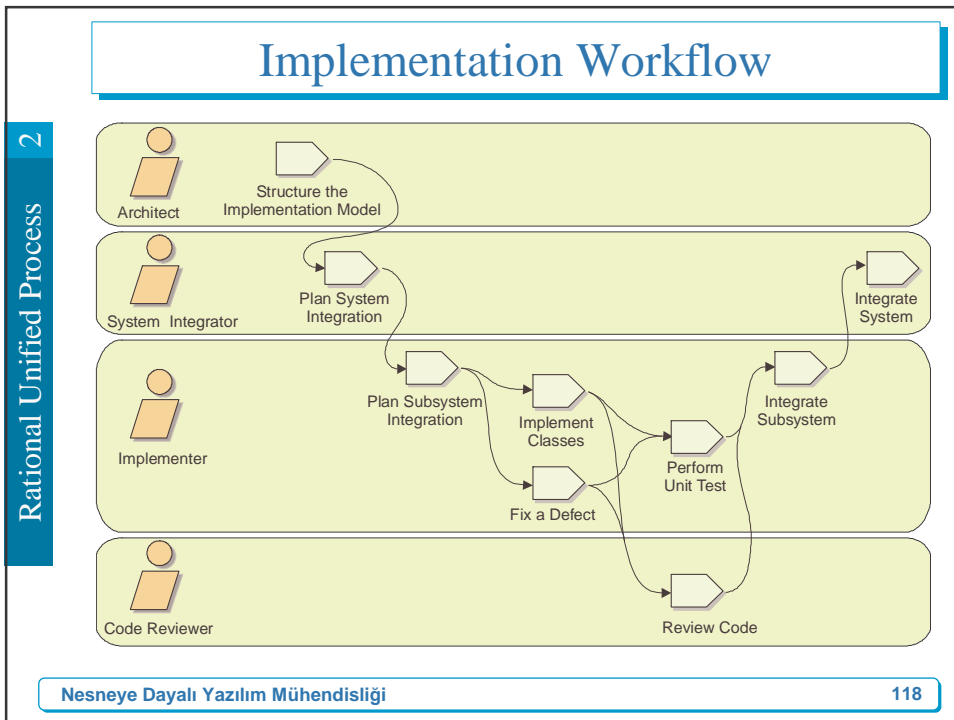 Implementation Workflow
2
Rational Unified Process
Architect
Structure the
Implementation Model
System Integrator
Plan System
Integration
Integrate
System
Implementer
Plan Subsystem
Integration
Implement
Classes
Fix a Defect
Perform
Unit Test
Integrate
Subsystem
Code Reviewer
Review Code
Nesneye Dayalı Yazılım Mühendisliği
118